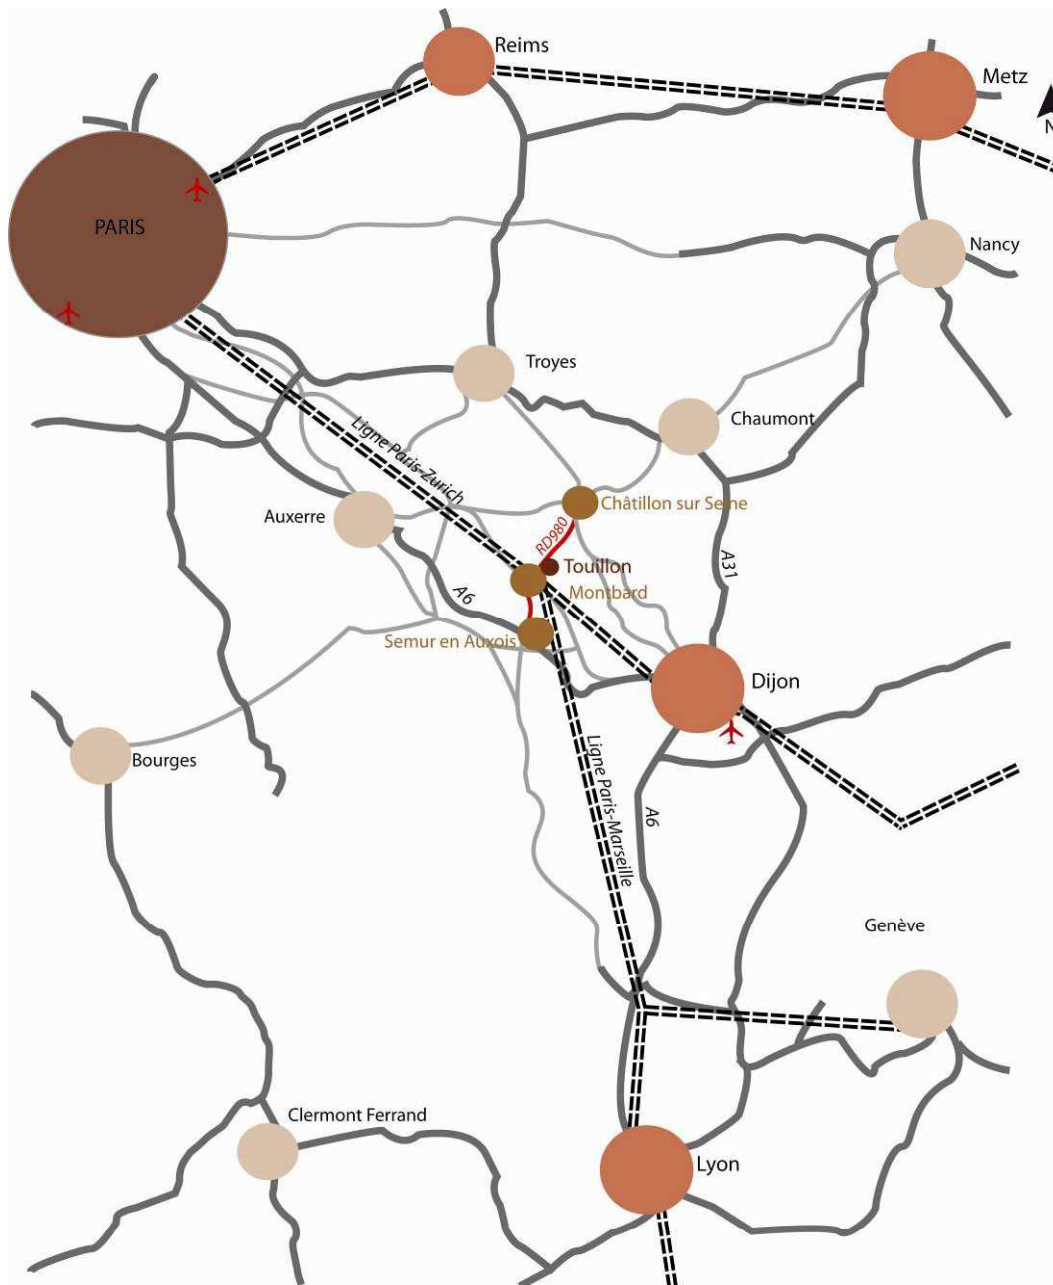 Reims
Metz
N
PARIS
Nancy
Troyes
Chaumont
Ligne Paris-Zurich
Châtillon sur Seine
Auxerre
RD980
A31
Touillon
A6
Montbard
Semur en Auxois
Dijon
Bourges
Ligne Paris-Marseille
A6
Genève
Clermont Ferrand
Lyon